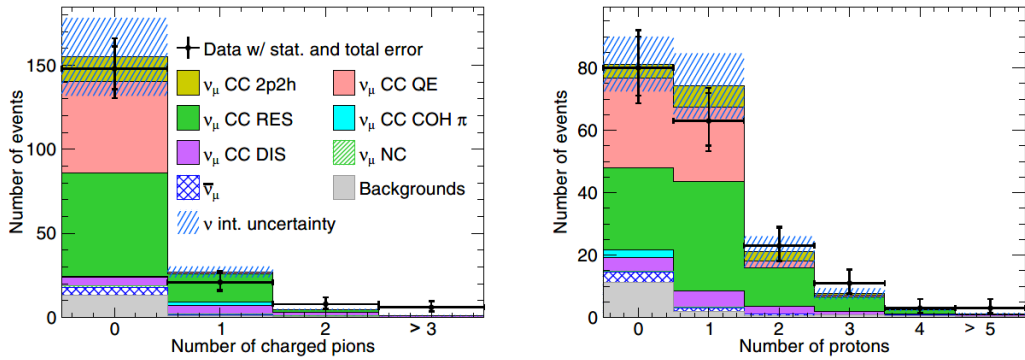 Number of events
150
100
50
0
Data w/ stat. and total error
νμ CC 2p2h
νμ CC QE
νμ CC RES
νμ CC COH π
νμ CC DIS
νμ NC
ν̅μ
Backgrounds
ν int. uncertainty
0 1 2 > 3
Number of charged pions
Number of events
80
60
40
20
0
0 1 2 3 4 > 5
Number of protons